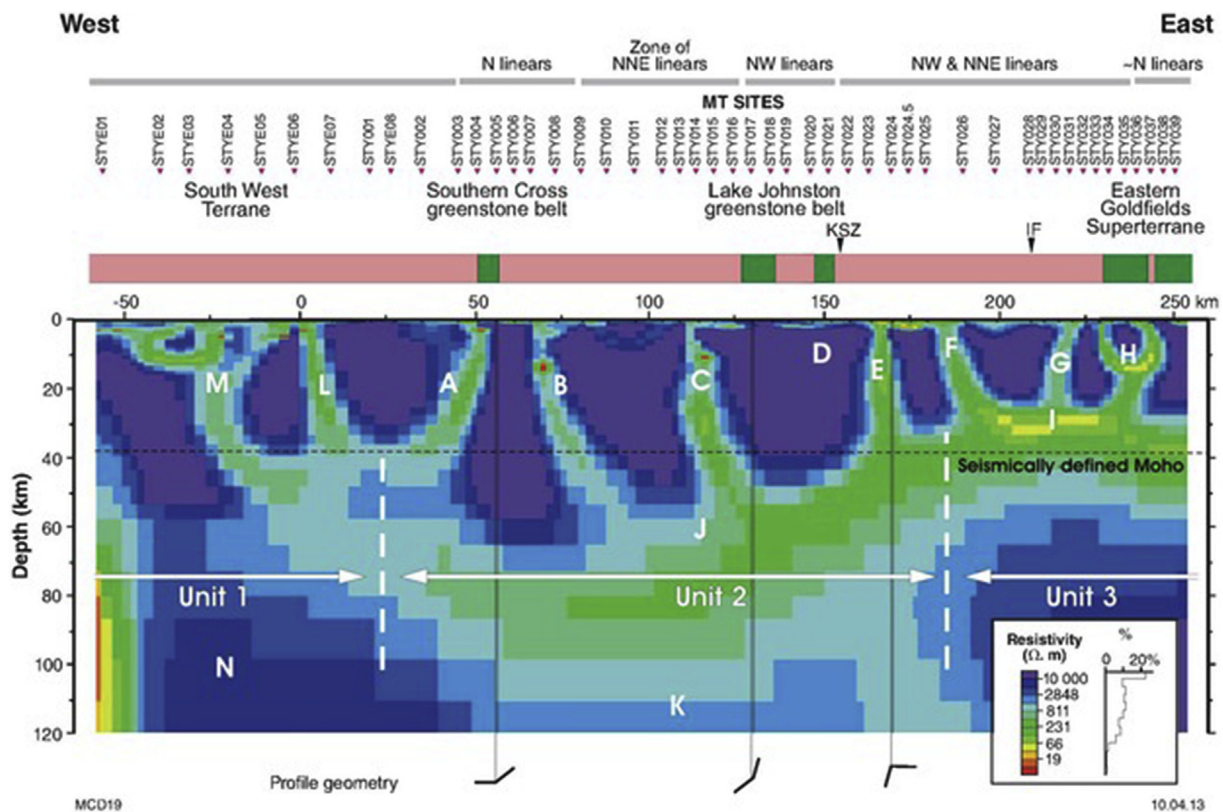 West
East
N linears
Zone of
NNE linears
NW linears
NW & NNE linears
~N linears
MT SITES
STYE01
STYE02
STYE03
STYE04
STYE05
STYE06
STYE07
STY001
STYE08
STY002
STY003
STY004
STY005
STY006
STY007
STY008
STY009
STY010
STY011
STY012
STY013
STY014
STY015
STY016
STY017
STY018
STY019
STY020
STY021
STY022
STY023
STY024
STY024.5
STY025
STY026
STY027
STY028
STY029
STY030
STY031
STY032
STY033
STY034
STY035
STY036
STY037
STY038
STY039
South West
Terrane
Southern Cross
greenstone belt
Lake Johnston
greenstone belt
Eastern
Goldfields
Superterrane
KSZ
IF
-50
0
50
100
150
200
250 km
0
20
40
60
80
100
120
Depth (km)
M
L
A
B
C
D
E
F
G
H
I
Seismically defined Moho
J
Unit 1
Unit 2
Unit 3
N
K
Resistivity
(Ω. m)
%
0 20%
10 000
2848
811
231
66
19
Profile geometry
MCD19
10.04.13